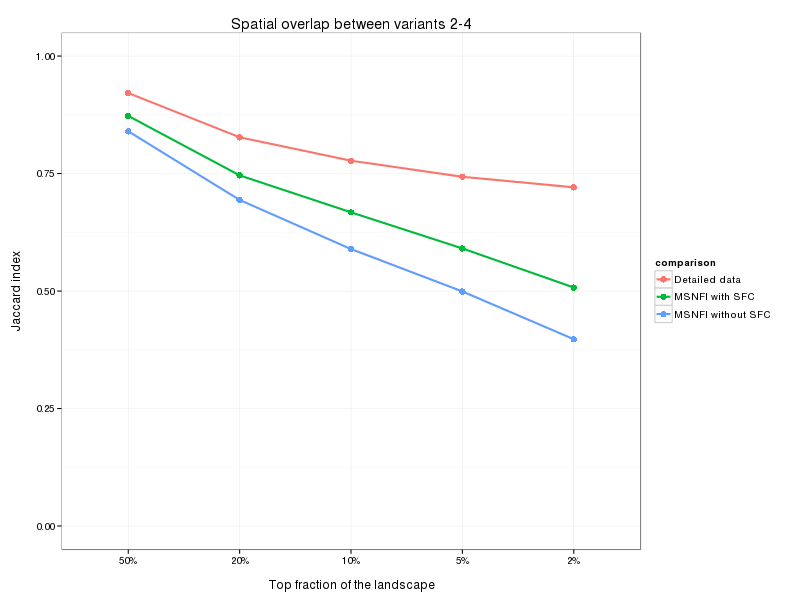 Spatial overlap between variants 2-4
1.00
0.75
0.50
0.25
0.00
Jaccard index
50%
20%
10%
5%
2%
Top fraction of the landscape
comparison
Detailed data
MSNFI with SFC
MSNFI without SFC